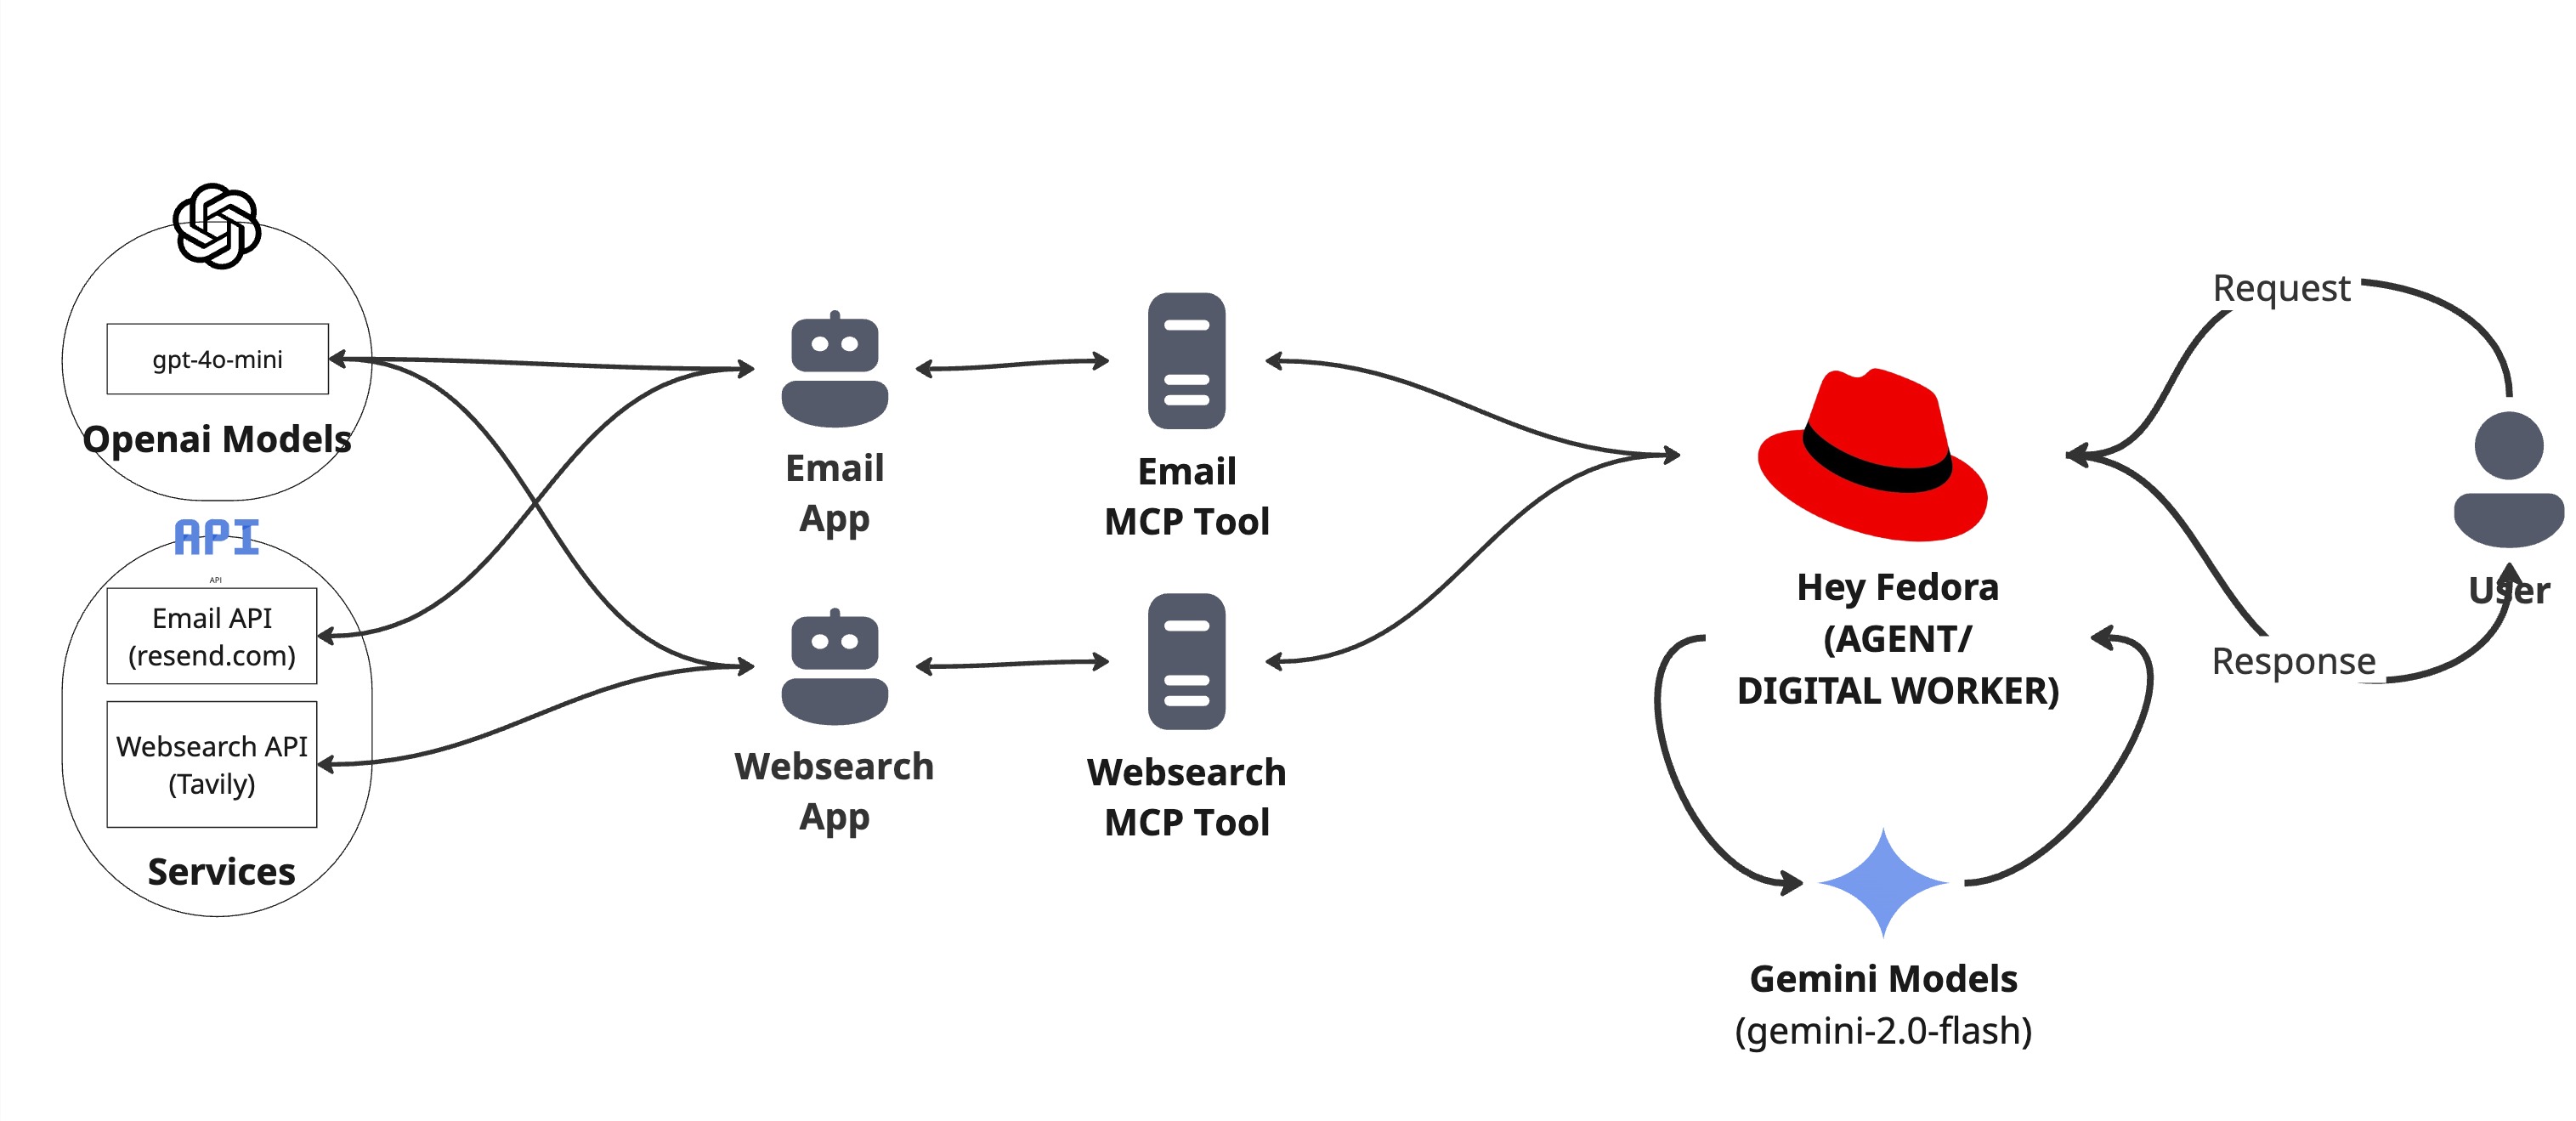 gpt-4o-mini
Openai Models
API
API
Email API
(resend.com)
Websearch API
(Tavily)
Services
Email
App
Websearch
App
Email
MCP Tool
Websearch
MCP Tool
Hey Fedora
(AGENT/
DIGITAL WORKER)
Gemini Models
(gemini-2.0-flash)
Request
Response
User